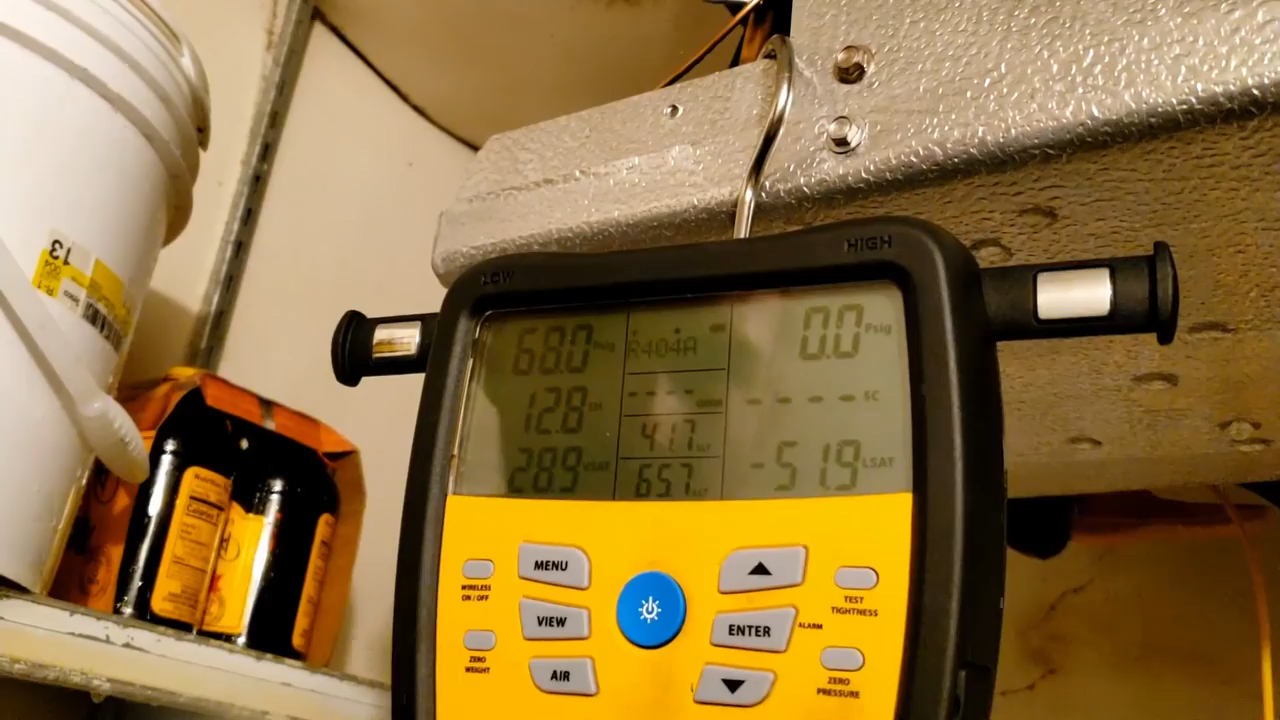 LOW
HIGH
68.0 Psig
R404A
0.0 Psig
12.8 SH
- - - -
- - - - - SC
41.7
28.9 VSAT
65.7
-51.9 LSAT
MENU
WIRELESS
ON / OFF
VIEW
ENTER
ALARM
TEST
TIGHTNESS
ZERO
WEIGHT
AIR
ZERO
PRESSURE
13
Nutrition
Calories